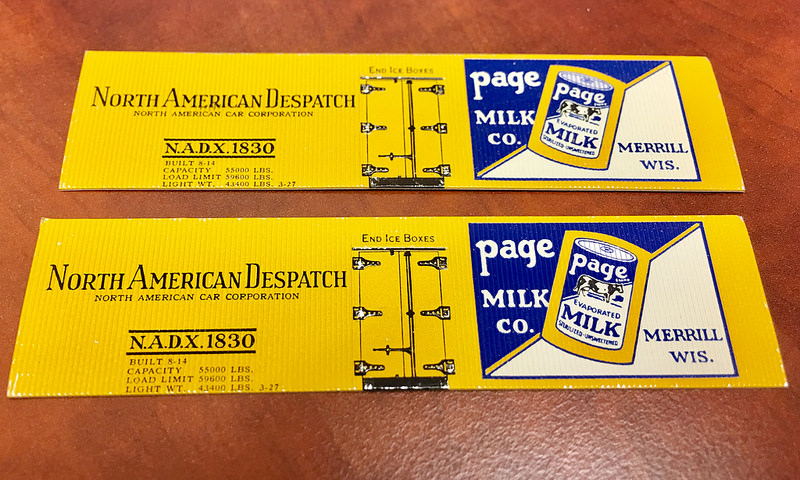 End Ice Boxes
North American Despatch
NORTH AMERICAN CAR CORPORATION
N.A.D.X. 1830
BUILT 8-14
CAPACITY 55000 LBS.
LOAD LIMIT 59600 LBS.
LIGHT WT. 43400 LBS. 3-27
page
MILK
CO.
page
EVAPORATED
MILK
STERILIZED-UNSWEETENED
MERRILL
WIS.
End Ice Boxes
North American Despatch
NORTH AMERICAN CAR CORPORATION
N.A.D.X. 1830
BUILT 8-14
CAPACITY 55000 LBS.
LOAD LIMIT 59600 LBS.
LIGHT WT. 43400 LBS. 3-27
page
MILK
CO.
page
EVAPORATED
MILK
STERILIZED-UNSWEETENED
MERRILL
WIS.